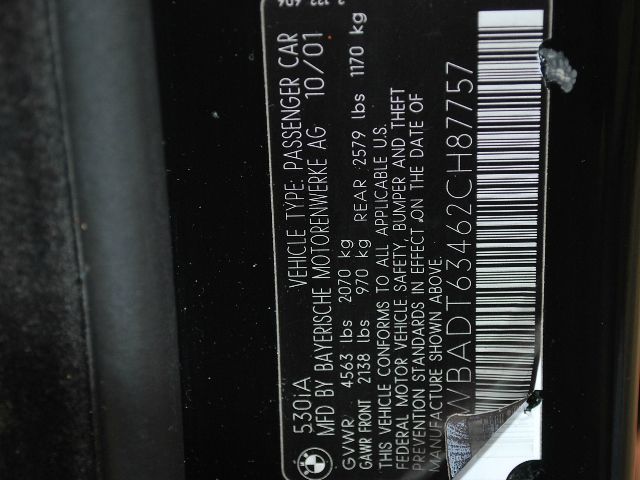 530iA VEHICLE TYPE: PASSENGER CAR
MFD BY BAYERISCHE MOTORENWERKE AG 10/01
GVWR 4563 lbs 2070 kg
GAWR FRONT 2138 lbs 970 kg REAR 2579 lbs 1170 kg
THIS VEHICLE CONFORMS TO ALL APPLICABLE U.S.
FEDERAL MOTOR VEHICLE SAFETY, BUMPER AND THEFT
PREVENTION STANDARDS IN EFFECT ON THE DATE OF
MANUFACTURE SHOWN ABOVE.
WBADT63462CH87757